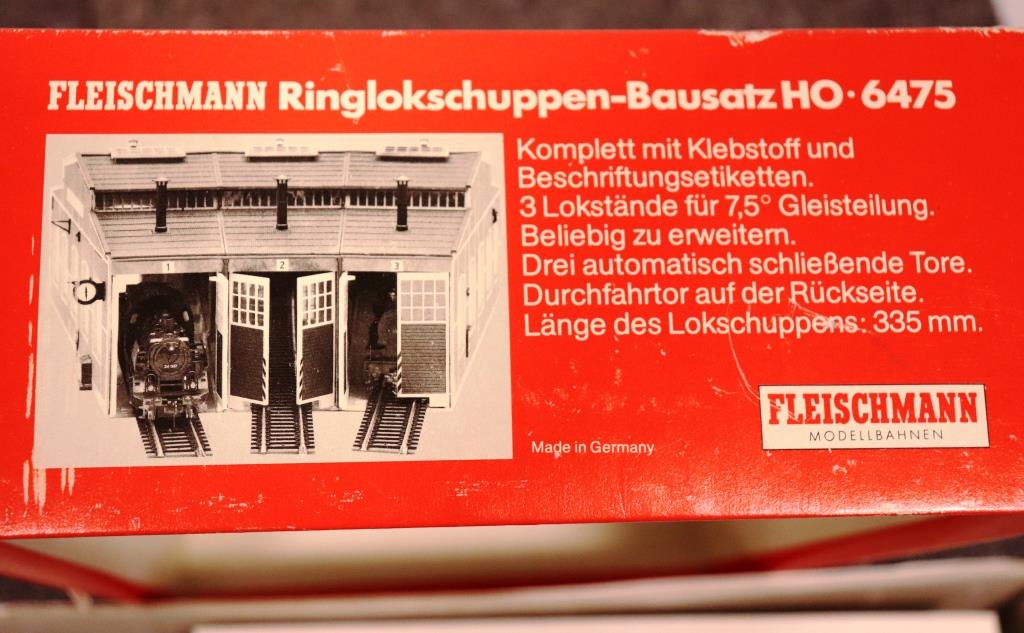 FLEISCHMANN Ringlokschuppen-Bausatz HO · 6475
Komplett mit Klebstoff und
Beschriftungsetiketten.
3 Lokstände für 7,5° Gleisteilung.
Beliebig zu erweitern.
Drei automatisch schließende Tore.
Durchfahrtor auf der Rückseite.
Länge des Lokschuppens: 335 mm.
1 2 3
Made in Germany
FLEISCHMANN
MODELLBAHNEN